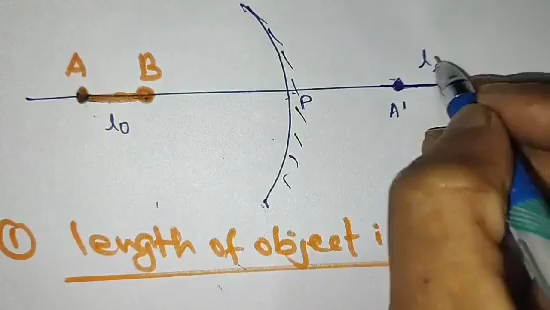 A B
l
l₀ P A'
① length of object i